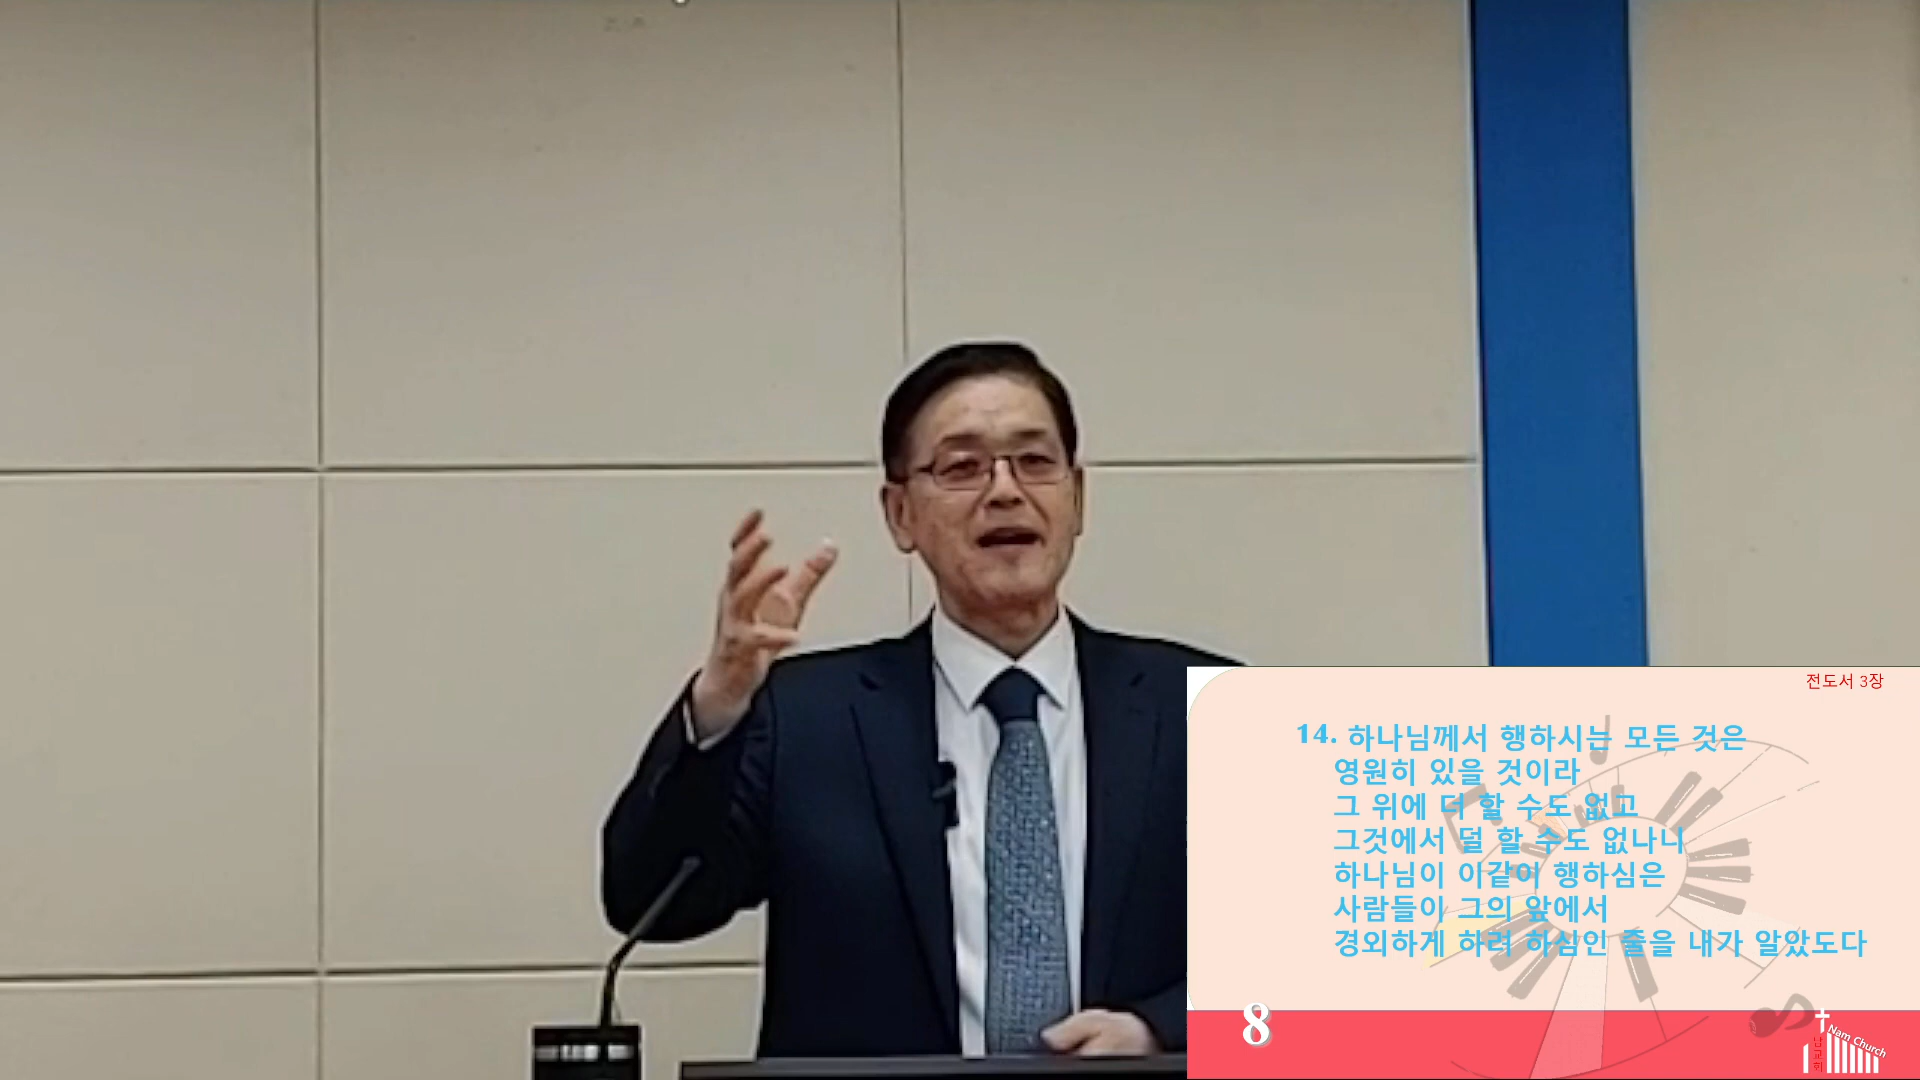 전도서 3장
14. 하나님께서 행하시는 모든 것은
영원히 있을 것이라
그 위에 더 할 수도 없고
그것에서 덜 할 수도 없나니
하나님이 이같이 행하심은
사람들이 그의 앞에서
경외하게 하려 하심인 줄을 내가 알았도다
8
Nam Church
남교회